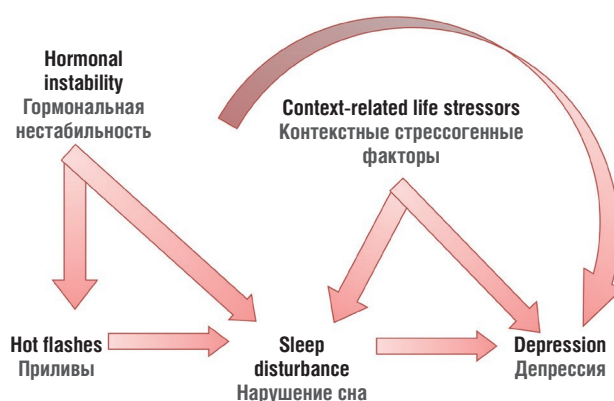 Hormonal
instability
Гормональная
нестабильность
Context-related life stressors
Контекстные стрессогенные
факторы
Hot flashes
Приливы
Sleep
disturbance
Нарушение сна
Depression
Депрессия